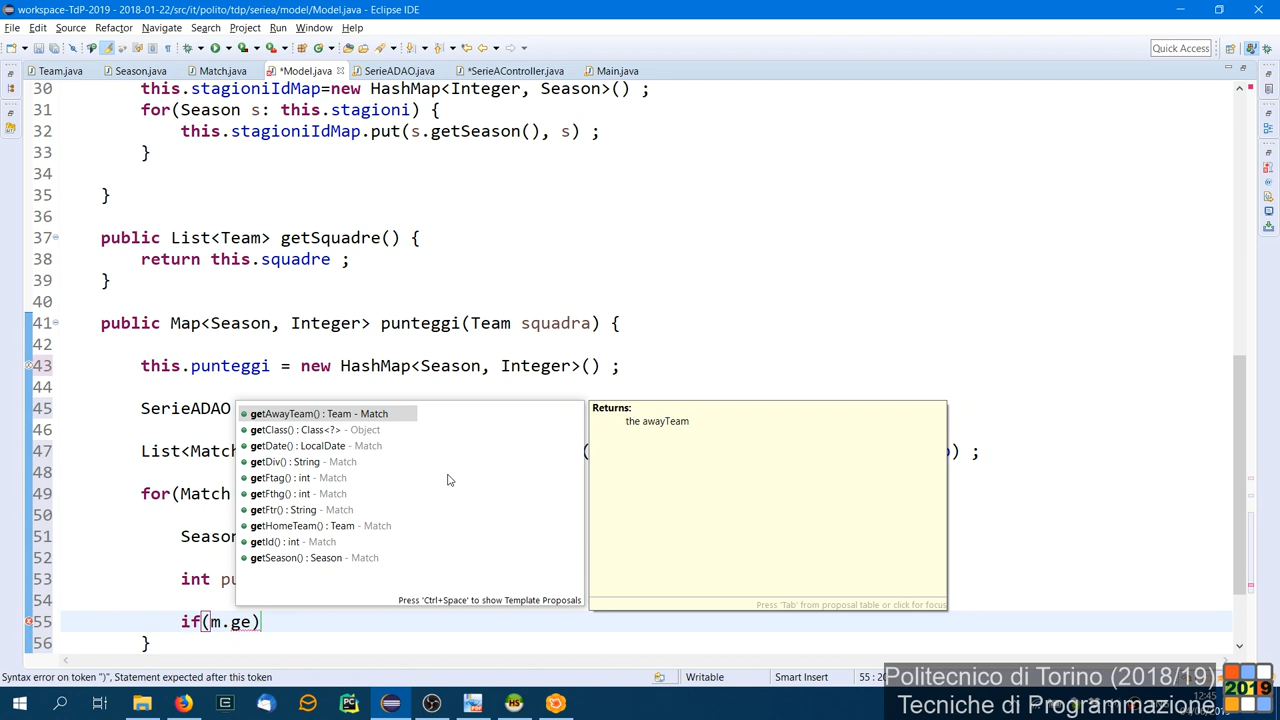 workspace-TdP-2019 - 2018-01-22/src/it/polito/tdp/seriea/model/Model.java - Eclipse IDE
File Edit Source Refactor Navigate Search Project Run Window Help
Quick Access
Team.java Season.java Match.java *Model.java SerieADAO.java *SerieAController.java Main.java
30 this.stagioniIdMap=new HashMap<Integer, Season>() ;
31 for(Season s: this.stagioni) {
32 this.stagioniIdMap.put(s.getSeason(), s) ;
33 }
34
35 }
36
37 public List<Team> getSquadre() {
38 return this.squadre ;
39 }
40
41 public Map<Season, Integer> punteggi(Team squadra) {
42
43 this.punteggi = new HashMap<Season, Integer>() ;
44
45 SerieADAO
46
47 List<Match ) ;
48
49 for(Match
50
51 Season
52
53 int pu
54
55 if(m.ge)
56 }
getAwayTeam() : Team - Match
getClass() : Class<?> - Object
getDate() : LocalDate - Match
getDiv() : String - Match
getFtag() : int - Match
getFthg() : int - Match
getFtr() : String - Match
getHomeTeam() : Team - Match
getId() : int - Match
getSeason() : Season - Match
Press 'Ctrl+Space' to show Template Proposals
Returns:
the awayTeam
Press 'Tab' from proposal table or click for focus
Syntax error on token ")", Statement expected after this token
Writable
Smart Insert
Politecnico di Torino (2018/19)
Tecniche di Programmazione
2019
12:45